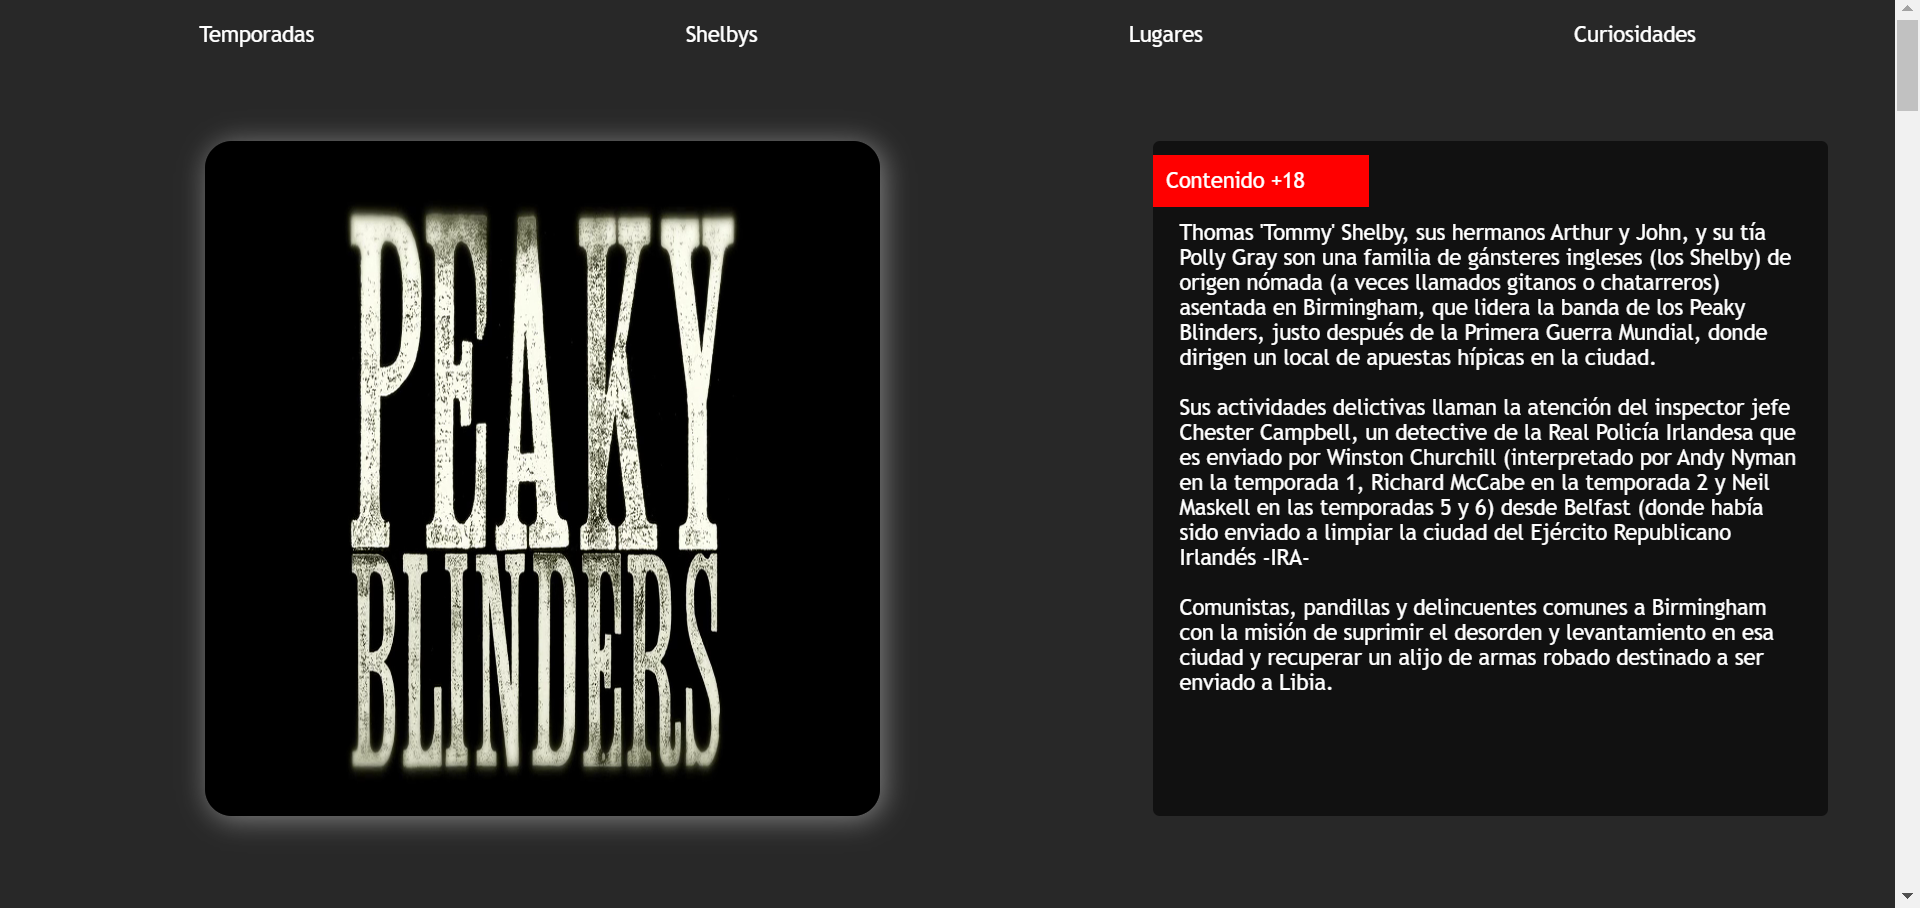 Temporadas
Shelbys
Lugares
Curiosidades
PEAKY
BLINDERS
Contenido +18
Thomas 'Tommy' Shelby, sus hermanos Arthur y John, y su tía
Polly Gray son una familia de gánsteres ingleses (los Shelby) de
origen nómada (a veces llamados gitanos o chatarreros)
asentada en Birmingham, que lidera la banda de los Peaky
Blinders, justo después de la Primera Guerra Mundial, donde
dirigen un local de apuestas hípicas en la ciudad.
Sus actividades delictivas llaman la atención del inspector jefe
Chester Campbell, un detective de la Real Policía Irlandesa que
es enviado por Winston Churchill (interpretado por Andy Nyman
en la temporada 1, Richard McCabe en la temporada 2 y Neil
Maskell en las temporadas 5 y 6) desde Belfast (donde había
sido enviado a limpiar la ciudad del Ejército Republicano
Irlandés -IRA-
Comunistas, pandillas y delincuentes comunes a Birmingham
con la misión de suprimir el desorden y levantamiento en esa
ciudad y recuperar un alijo de armas robado destinado a ser
enviado a Libia.